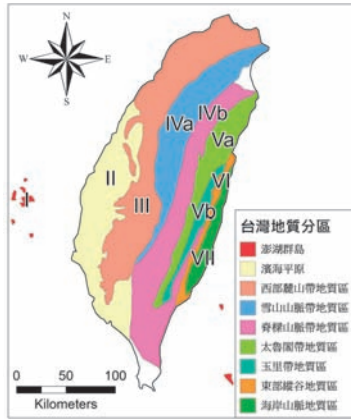 N
W E
S
IVa
IVb
Va
II
VI
I
III
Vb
VII
台灣地質分區
澎湖群島
濱海平原
西部麓山帶地質區
雪山山脈帶地質區
脊樑山脈帶地質區
太魯閣帶地質區
玉里帶地質區
東部縱谷地質區
海岸山脈地質區
0 50 100
Kilometers